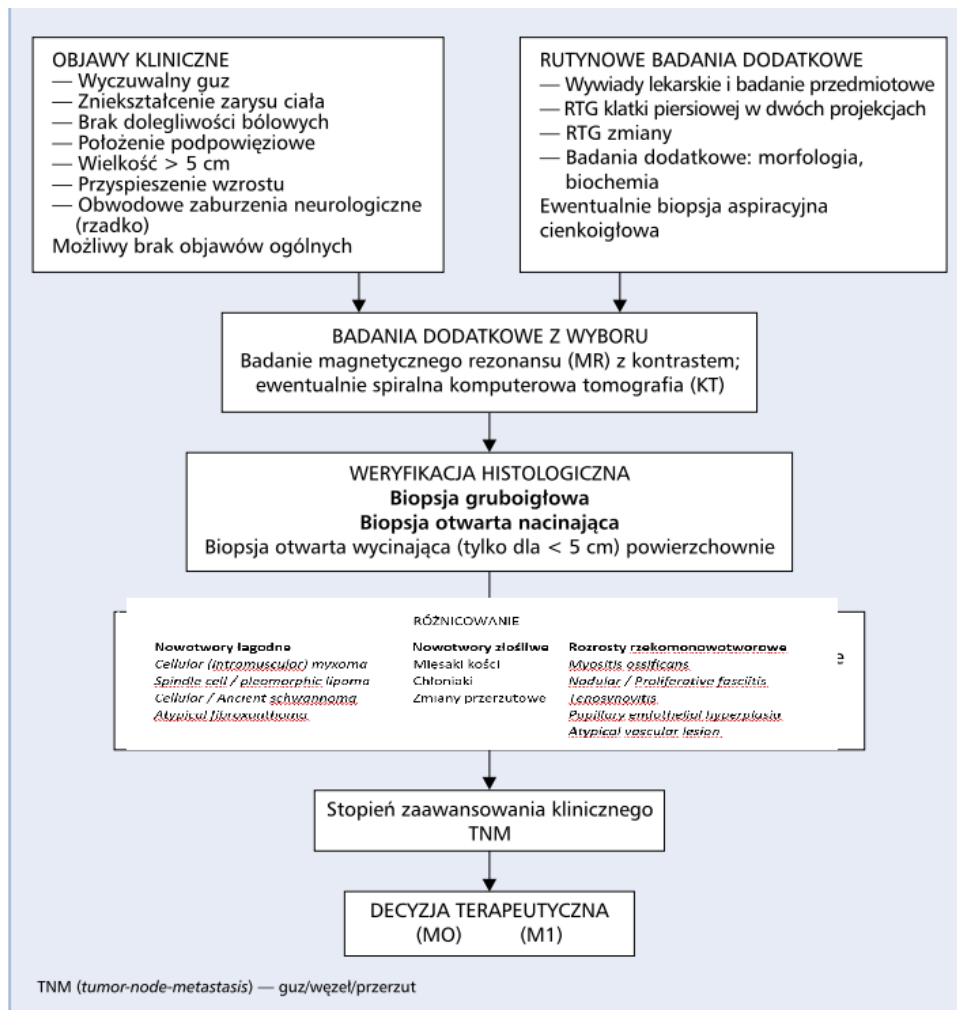 OBJAWY KLINICZNE
— Wyczuwalny guz
— Zniekształcenie zarysu ciała
— Brak dolegliwości bólowych
— Położenie podpowięziowe
— Wielkość > 5 cm
— Przyspieszenie wzrostu
— Obwodowe zaburzenia neurologiczne
(rzadko)
Możliwy brak objawów ogólnych
RUTYNOWE BADANIA DODATKOWE
— Wywiady lekarskie i badanie przedmiotowe
— RTG klatki piersiowej w dwóch projekcjach
— RTG zmiany
— Badania dodatkowe: morfologia,
biochemia
Ewentualnie biopsja aspiracyjna
cienkoigłowa
BADANIA DODATKOWE Z WYBORU
Badanie magnetycznego rezonansu (MR) z kontrastem;
ewentualnie spiralna komputerowa tomografia (KT)
WERYFIKACJA HISTOLOGICZNA
Biopsja gruboigłowa
Biopsja otwarta nacinająca
Biopsja otwarta wycinająca (tylko dla < 5 cm) powierzchownie
RÓŻNICOWANIE
Nowotwory łagodne
Cellular (intramuscular) myxoma
Spindle cell / pleomorphic lipoma
Cellular / Ancient schwannoma
Atypical fibroxanthoma
Nowotwory złośliwe
Mięsaki kości
Chłoniaki
Zmiany przerzutowe
Rozrosty rzekomonowotworowe
Myositis ossificans
Nodular / Proliferative fasciitis
Tenosynovitis
Papillary endothelial hyperplasia
Atypical vascular lesion
e
Stopień zaawansowania klinicznego
TNM
DECYZJA TERAPEUTYCZNA
(MO) (M1)
TNM (tumor-node-metastasis) — guz/węzeł/przerzut